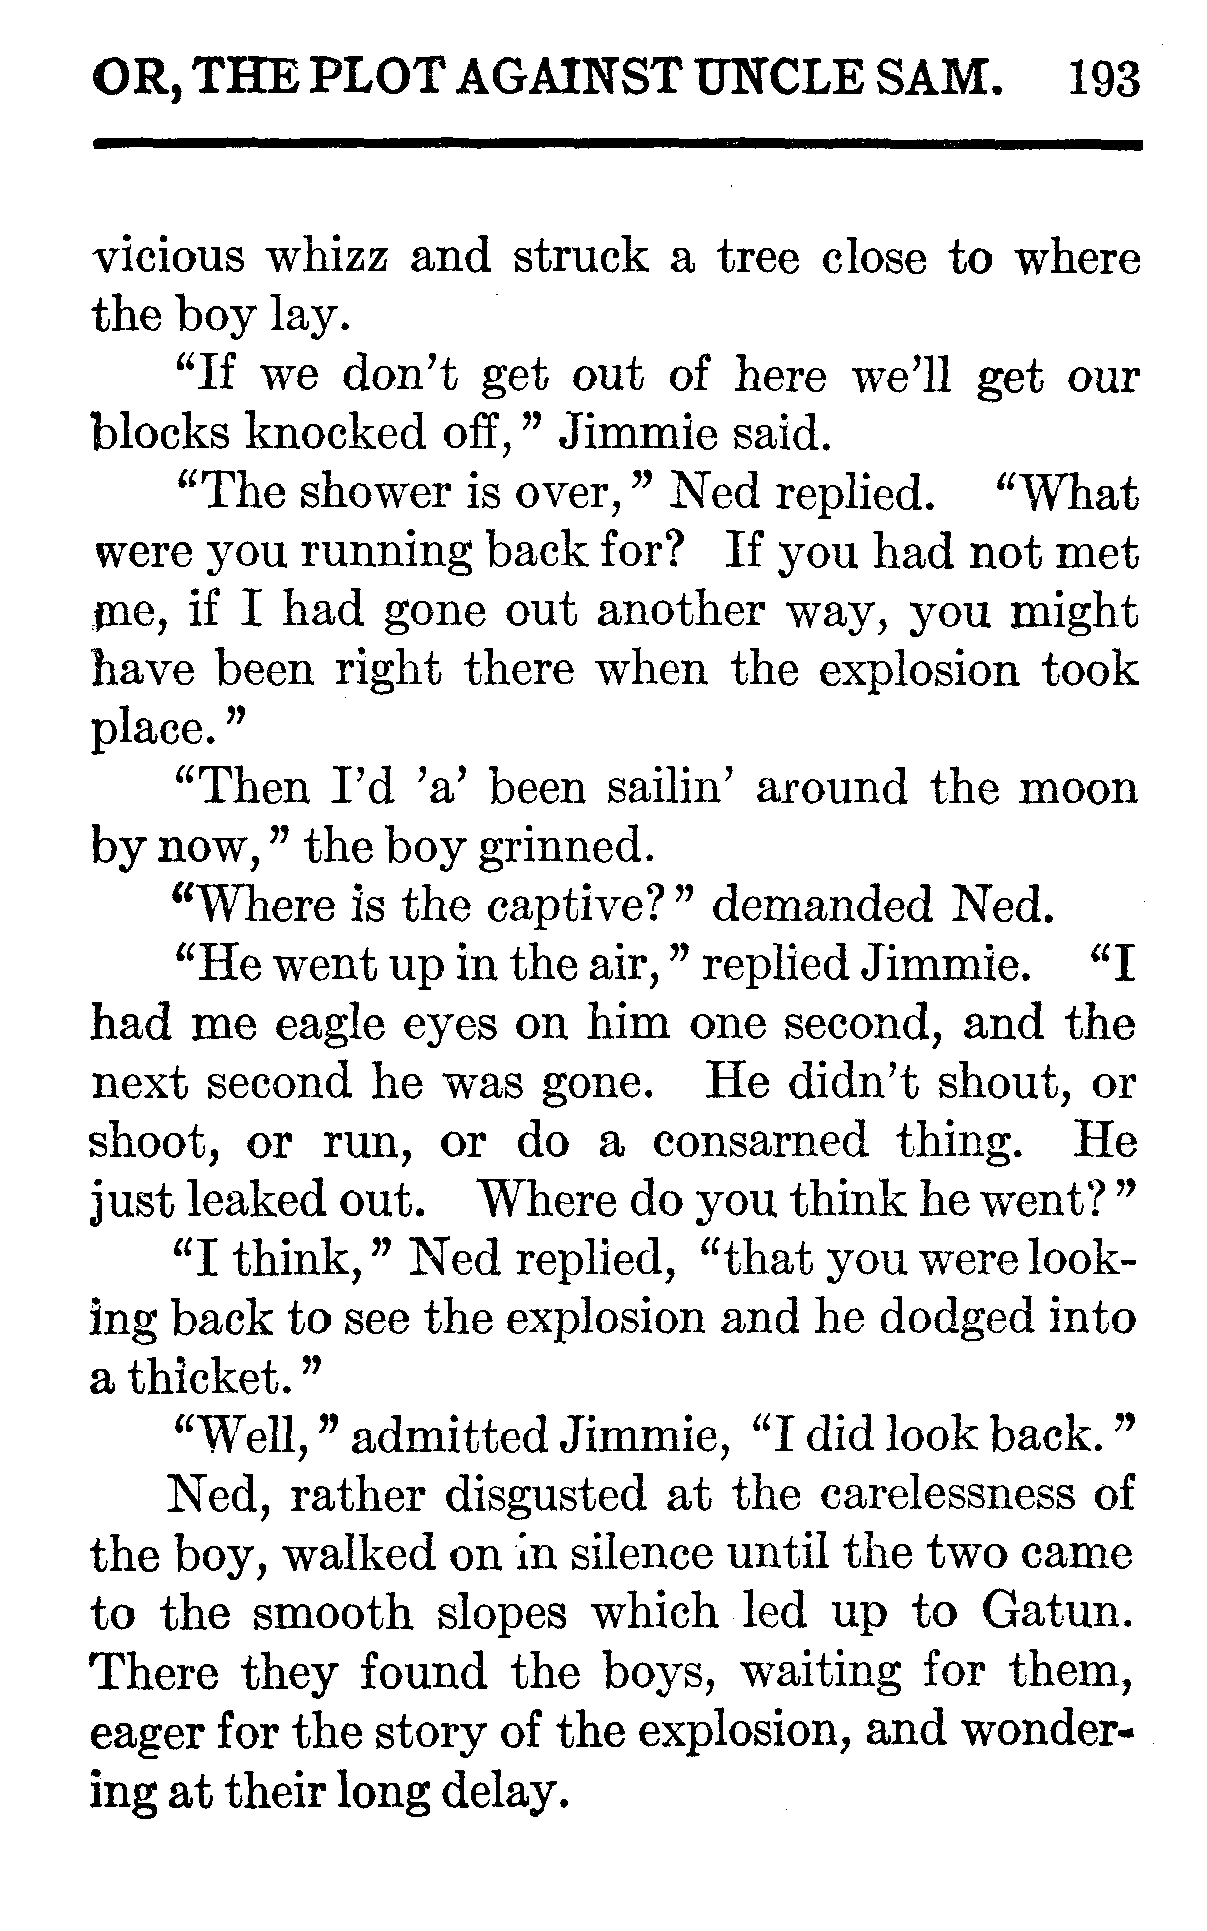 OR, THE PLOT AGAINST UNCLE SAM. 193
vicious whizz and struck a tree close to where
the boy lay.
“If we don’t get out of here we’ll get our
blocks knocked off,” Jimmie said.
“The shower is over,” Ned replied. “What
were you running back for? If you had not met
me, if I had gone out another way, you might
have been right there when the explosion took
place.”
“Then I’d ’a’ been sailin’ around the moon
by now,” the boy grinned.
“Where is the captive?” demanded Ned.
“He went up in the air,” replied Jimmie. “I
had me eagle eyes on him one second, and the
next second he was gone. He didn’t shout, or
shoot, or run, or do a consarned thing. He
just leaked out. Where do you think he went?”
“I think,” Ned replied, “that you were look-
ing back to see the explosion and he dodged into
a thicket.”
“Well,” admitted Jimmie, “I did look back.”
Ned, rather disgusted at the carelessness of
the boy, walked on in silence until the two came
to the smooth slopes which led up to Gatun.
There they found the boys, waiting for them,
eager for the story of the explosion, and wonder-
ing at their long delay.